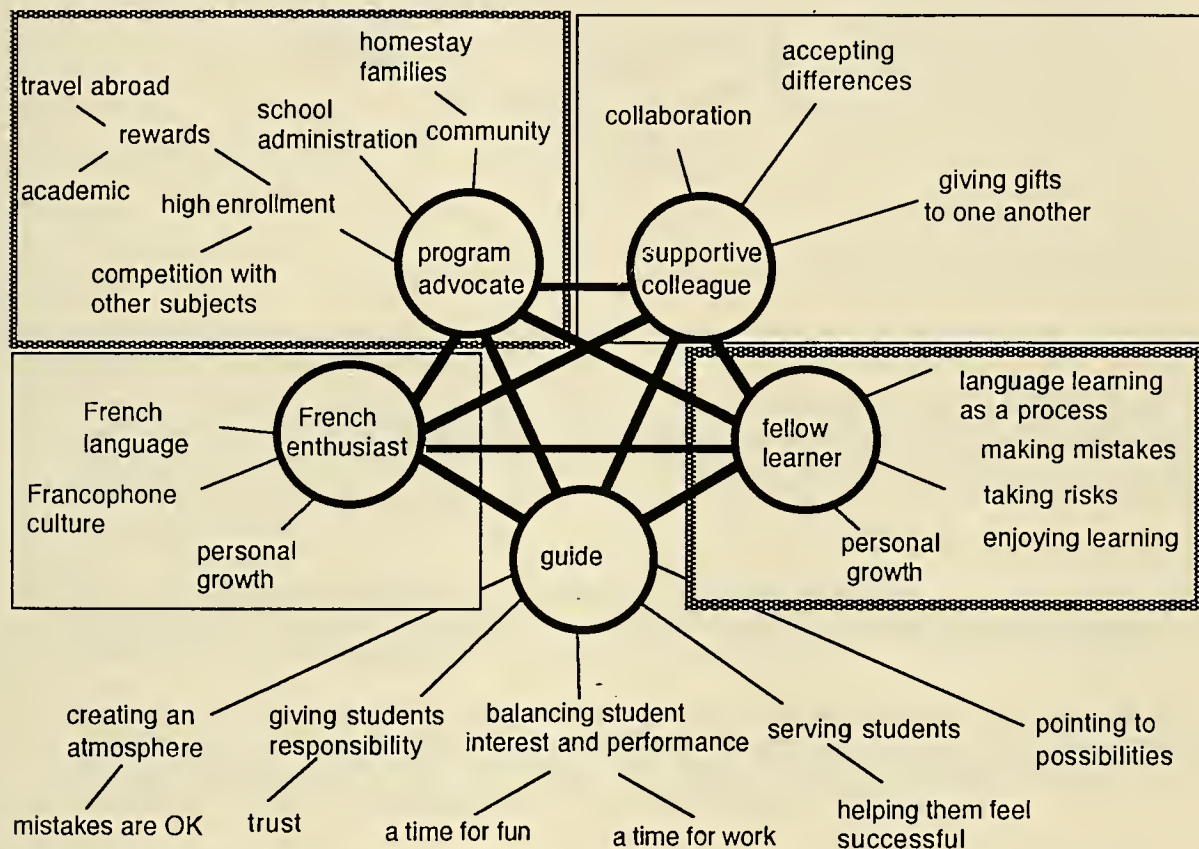 homestay
families
travel abroad
school
administration
community
rewards
academic
high enrollment
competition with
other subjects
program
advocate
accepting
differences
collaboration
giving gifts
to one another
supportive
colleague
French
language
French
enthusiast
Francophone
culture
personal
growth
fellow
learner
language learning
as a process
making mistakes
taking risks
enjoying learning
personal
growth
guide
creating an
atmosphere
mistakes are OK
giving students
responsibility
trust
balancing student
interest and performance
a time for fun
a time for work
serving students
helping them feel
successful
pointing to
possibilities